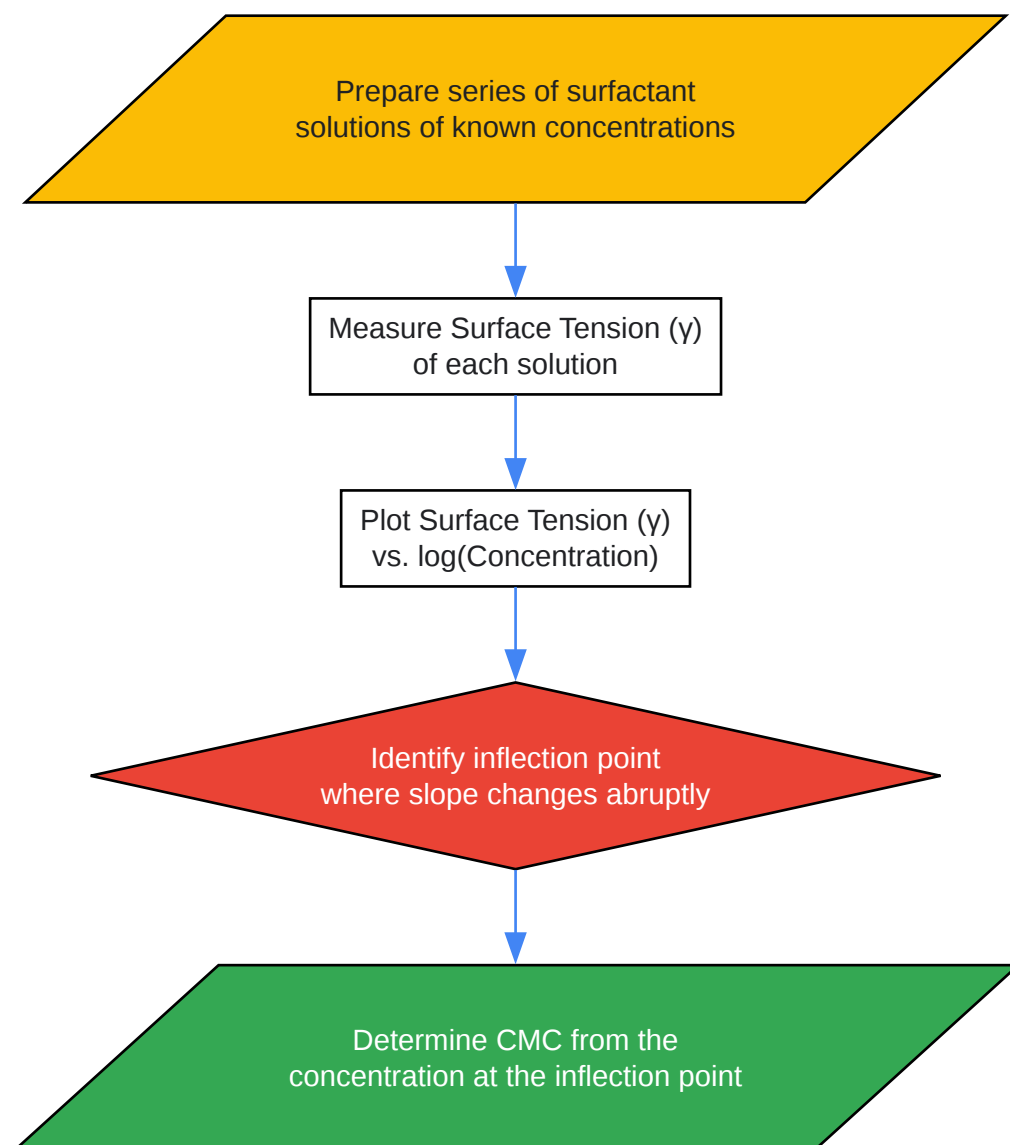 Prepare series of surfactant
solutions of known concentrations
Measure Surface Tension (γ)
of each solution
Plot Surface Tension (γ)
vs. log(Concentration)
Identify inflection point
where slope changes abruptly
Determine CMC from the
concentration at the inflection point